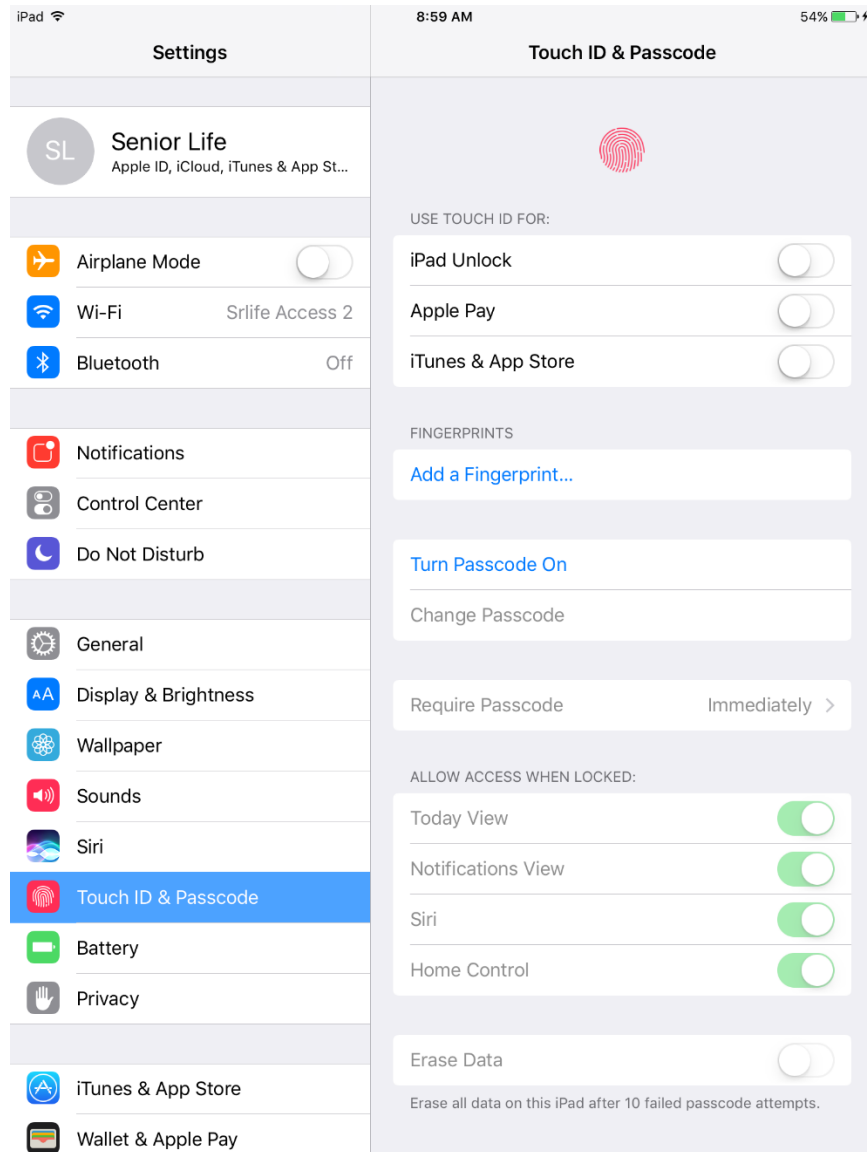 iPad
8:59 AM
54%
Settings
Touch ID & Passcode
SL
Senior Life
Apple ID, iCloud, iTunes & App St...
Airplane Mode
Wi-Fi
Srlife Access 2
Bluetooth
Off
Notifications
Control Center
Do Not Disturb
General
AA
Display & Brightness
Wallpaper
Sounds
Siri
Touch ID & Passcode
Battery
Privacy
iTunes & App Store
Wallet & Apple Pay
USE TOUCH ID FOR:
iPad Unlock
Apple Pay
iTunes & App Store
FINGERPRINTS
Add a Fingerprint...
Turn Passcode On
Change Passcode
Require Passcode
Immediately
ALLOW ACCESS WHEN LOCKED:
Today View
Notifications View
Siri
Home Control
Erase Data
Erase all data on this iPad after 10 failed passcode attempts.